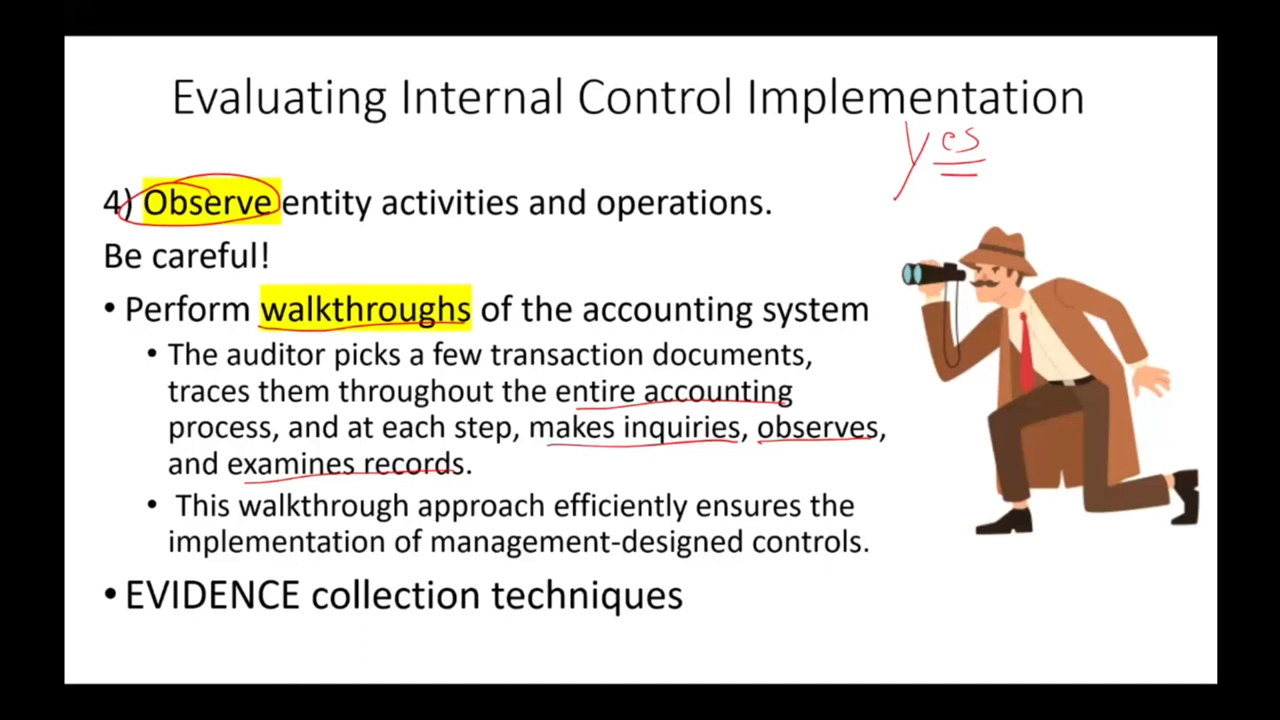 Evaluating Internal Control Implementation
yes
4) Observe entity activities and operations.
Be careful!
• Perform walkthroughs of the accounting system
• The auditor picks a few transaction documents,
traces them throughout the entire accounting
process, and at each step, makes inquiries, observes,
and examines records.
• This walkthrough approach efficiently ensures the
implementation of management-designed controls.
• EVIDENCE collection techniques